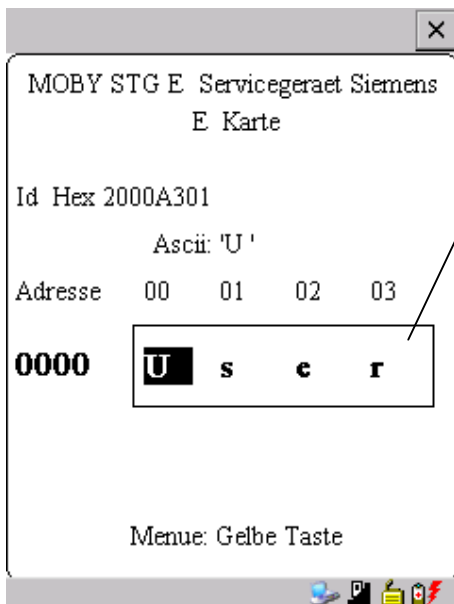 MOBY STG E Servicegeraet Siemens
E Karte
Id Hex 2000A301
Ascii: 'U '
Adresse 00 01 02 03
0000 U s e r
Menue: Gelbe Taste